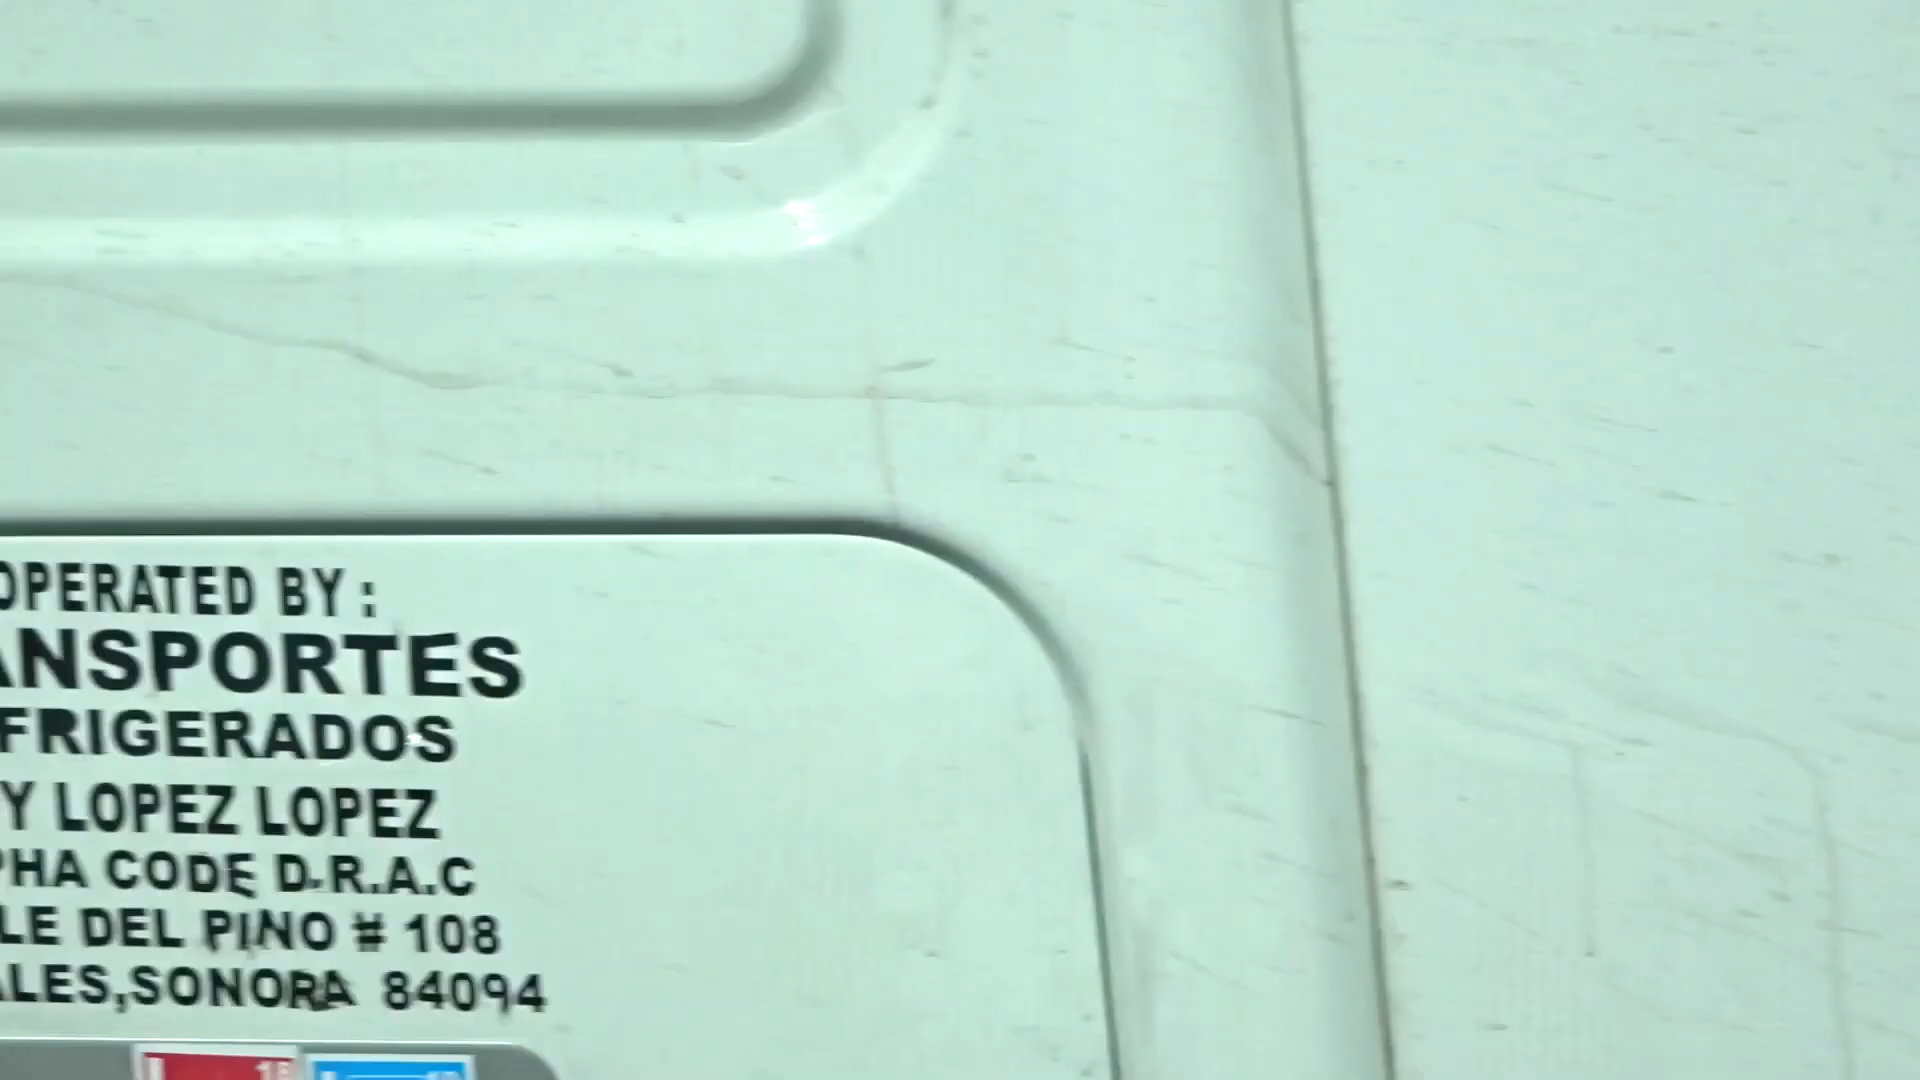 OPERATED BY :
ANSPORTES
FRIGERADOS
Y LOPEZ LOPEZ
PHA CODE D.R.A.C
LE DEL PINO # 108
ALES,SONORA 84094